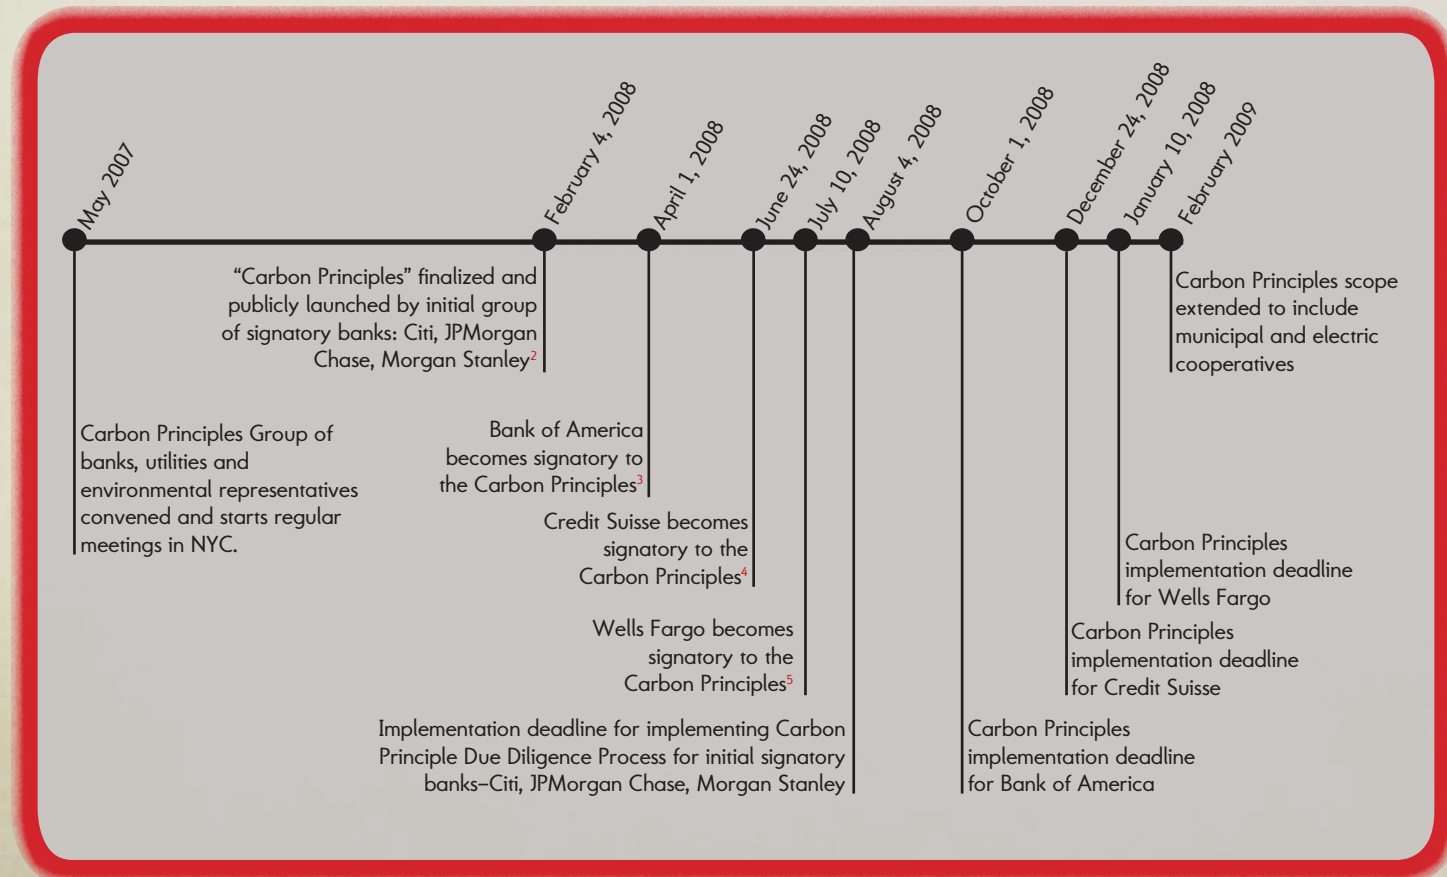 May 2007
February 4, 2008
April 1, 2008
June 24, 2008
July 10, 2008
August 4, 2008
October 1, 2008
December 24, 2008
January 10, 2008
February 2009
Carbon Principles Group of
banks, utilities and
environmental representatives
convened and starts regular
meetings in NYC.
“Carbon Principles” finalized and
publicly launched by initial group
of signatory banks: Citi, JPMorgan
Chase, Morgan Stanley2
Bank of America
becomes signatory to
the Carbon Principles3
Credit Suisse becomes
signatory to the
Carbon Principles4
Wells Fargo becomes
signatory to the
Carbon Principles5
Implementation deadline for implementing Carbon
Principle Due Diligence Process for initial signatory
banks–Citi, JPMorgan Chase, Morgan Stanley
Carbon Principles
implementation deadline
for Bank of America
Carbon Principles
implementation deadline
for Credit Suisse
Carbon Principles
implementation deadline
for Wells Fargo
Carbon Principles scope
extended to include
municipal and electric
cooperatives